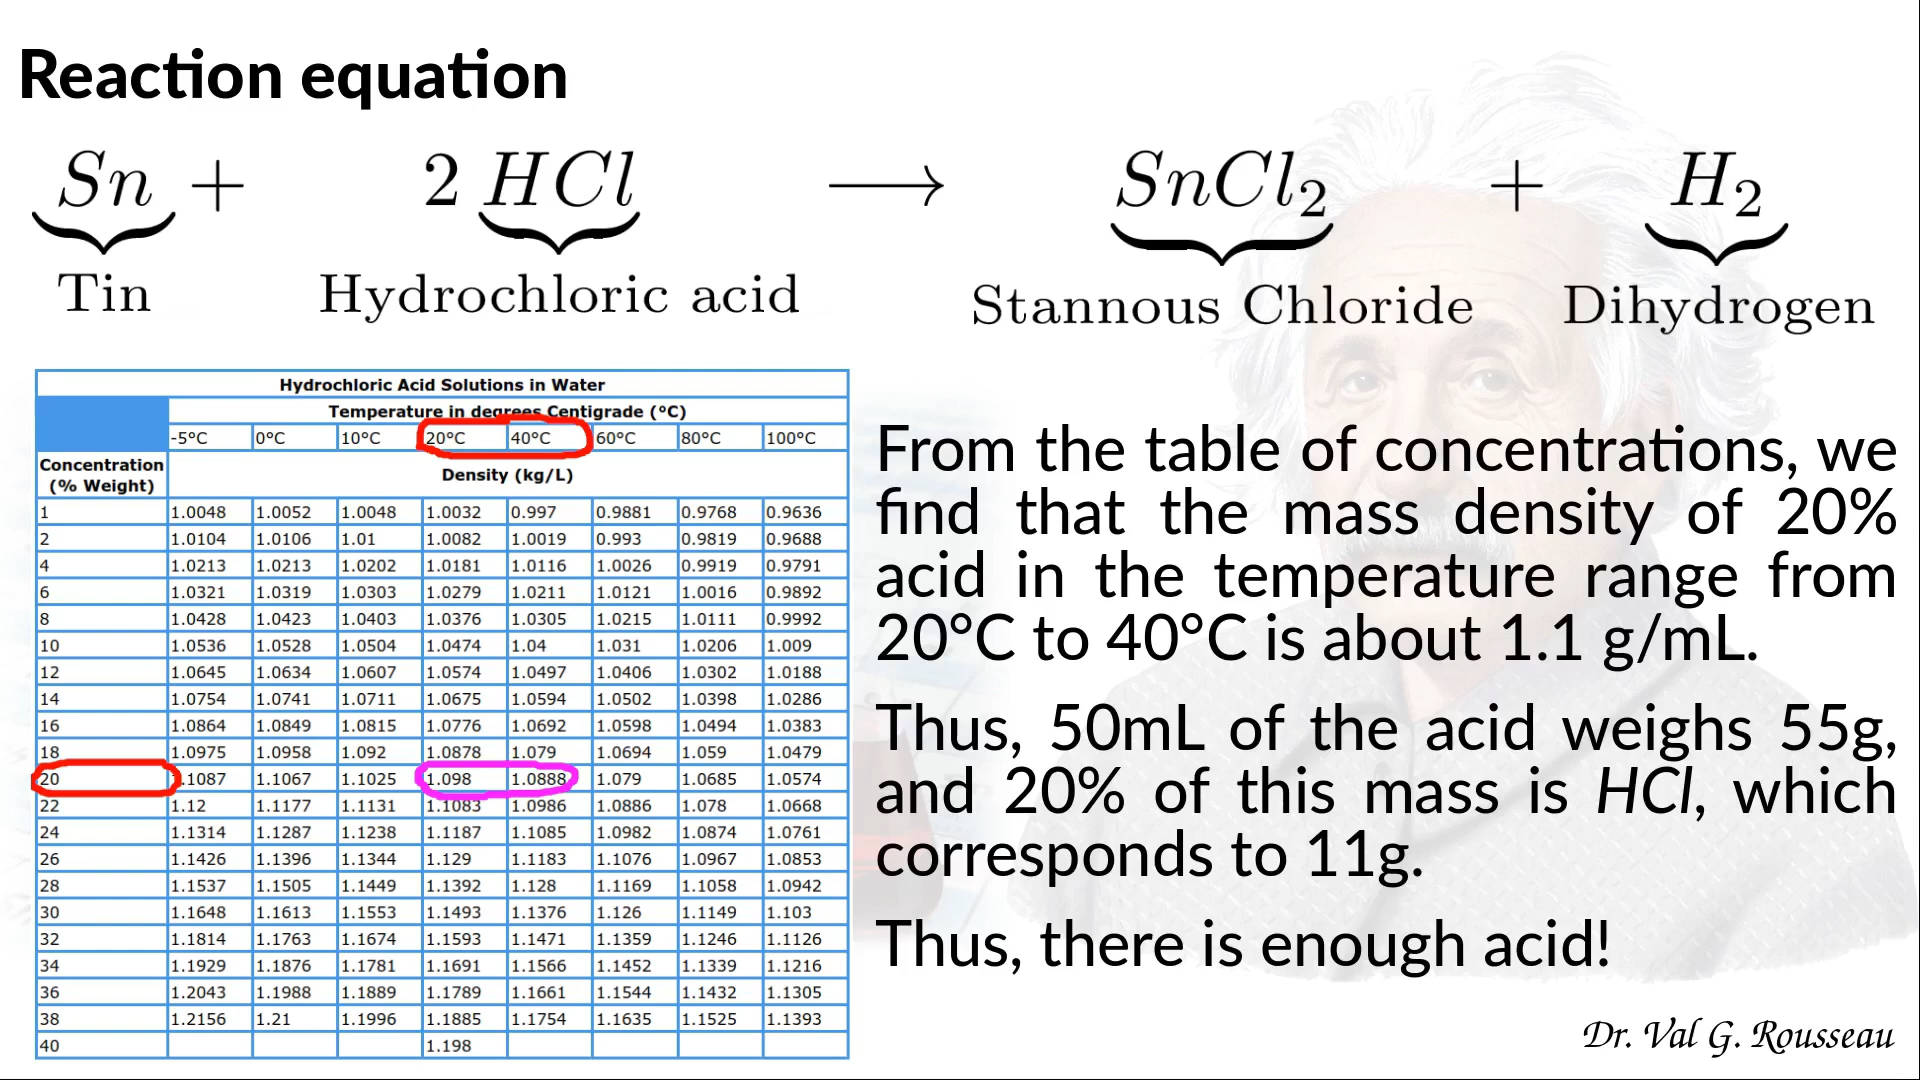 Reaction equation
Sn + 2 HCl ⟶ SnCl₂ + H₂
Tin Hydrochloric acid Stannous Chloride Dihydrogen
Hydrochloric Acid Solutions in Water
Temperature in degrees Centigrade (°C)
-5°C 0°C 10°C 20°C 40°C 60°C 80°C 100°C
Concentration
(% Weight)
Density (kg/L)
1 1.0048 1.0052 1.0048 1.0032 0.997 0.9881 0.9768 0.9636
2 1.0104 1.0106 1.01 1.0082 1.0019 0.993 0.9819 0.9688
4 1.0213 1.0213 1.0202 1.0181 1.0116 1.0026 0.9919 0.9791
6 1.0321 1.0319 1.0303 1.0279 1.0211 1.0121 1.0016 0.9892
8 1.0428 1.0423 1.0403 1.0376 1.0305 1.0215 1.0111 0.9992
10 1.0536 1.0528 1.0504 1.0474 1.04 1.031 1.0206 1.009
12 1.0645 1.0634 1.0607 1.0574 1.0497 1.0406 1.0302 1.0188
14 1.0754 1.0741 1.0711 1.0675 1.0594 1.0502 1.0398 1.0286
16 1.0864 1.0849 1.0815 1.0776 1.0692 1.0598 1.0494 1.0383
18 1.0975 1.0958 1.092 1.0878 1.079 1.0694 1.059 1.0479
20 1.1087 1.1067 1.1025 1.098 1.0888 1.079 1.0685 1.0574
22 1.12 1.1177 1.1131 1.1083 1.0986 1.0886 1.078 1.0668
24 1.1314 1.1287 1.1238 1.1187 1.1085 1.0982 1.0874 1.0761
26 1.1426 1.1396 1.1344 1.129 1.1183 1.1076 1.0967 1.0853
28 1.1537 1.1505 1.1449 1.1392 1.128 1.1169 1.1058 1.0942
30 1.1648 1.1613 1.1553 1.1493 1.1376 1.126 1.1149 1.103
32 1.1814 1.1763 1.1674 1.1593 1.1471 1.1359 1.1246 1.1126
34 1.1929 1.1876 1.1781 1.1691 1.1566 1.1452 1.1339 1.1216
36 1.2043 1.1988 1.1889 1.1789 1.1661 1.1544 1.1432 1.1305
38 1.2156 1.21 1.1996 1.1885 1.1754 1.1635 1.1525 1.1393
40 1.198
From the table of concentrations, we
find that the mass density of 20%
acid in the temperature range from
20°C to 40°C is about 1.1 g/mL.
Thus, 50mL of the acid weighs 55g,
and 20% of this mass is HCl, which
corresponds to 11g.
Thus, there is enough acid!
Dr. Val G. Rousseau